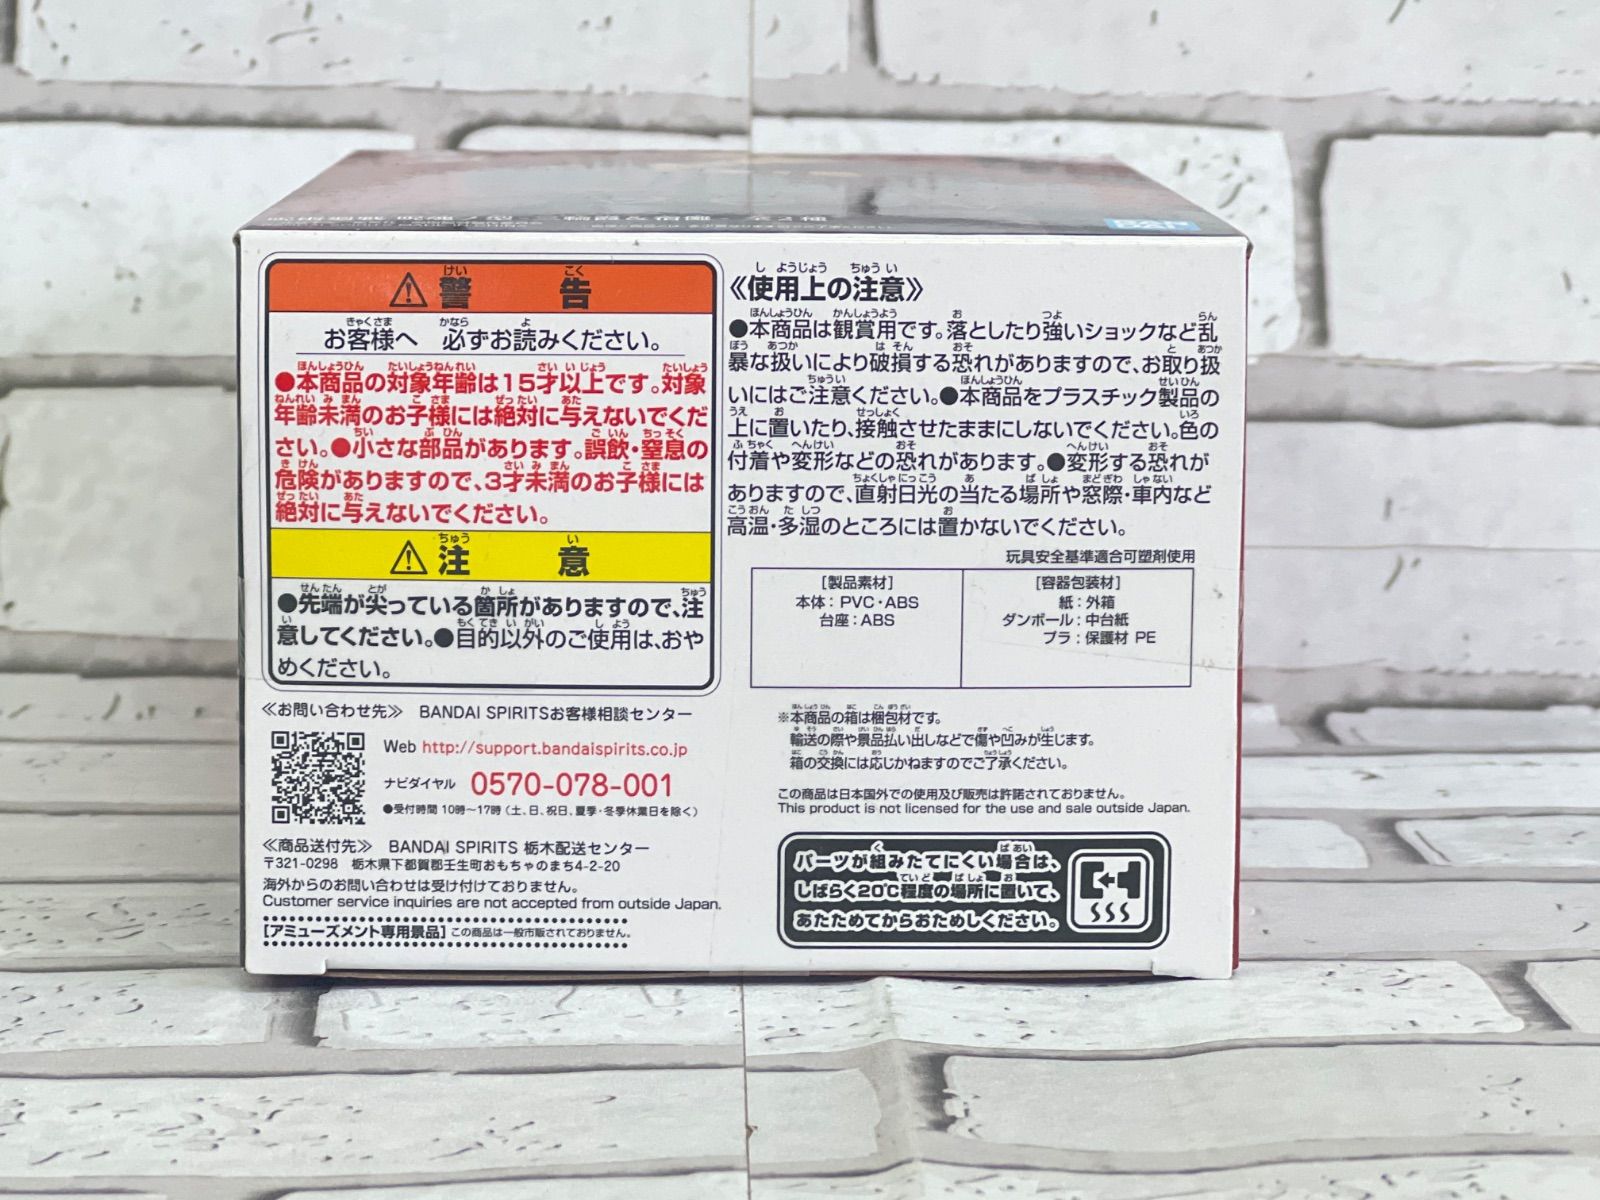 警告
お客様へ 必ずお読みください。
●本商品の対象年齢は15才以上です。対象
年齢未満のお子様には絶対に与えないでくだ
さい。●小さな部品があります。誤飲・窒息の
危険がありますので、3才未満のお子様には
絶対に与えないでください。
注意
●先端が尖っている箇所がありますので、注
意してください。●目的以外のご使用は、おや
めください。
《お問い合わせ先》 BANDAI SPIRITSお客様相談センター
Web http://support.bandaispirits.co.jp
ナビダイヤル 0570-078-001
●受付時間 10時〜17時（土、日、祝日、夏季・冬季休業日を除く）
《商品送付先》 BANDAI SPIRITS 栃木配送センター
〒321-0298 栃木県下都賀郡壬生町おもちゃのまち4-2-20
海外からのお問い合わせは受け付けておりません。
Customer service inquiries are not accepted from outside Japan.
[アミューズメント専用景品] この商品は一般市販されておりません。
《使用上の注意》
●本商品は観賞用です。落としたり強いショックなど乱
暴な扱いにより破損する恐れがありますので、お取り扱
いにはご注意ください。●本商品をプラスチック製品の
上に置いたり、接触させたままにしないでください。色の
付着や変形などの恐れがあります。●変形する恐れが
ありますので、直射日光の当たる場所や窓際・車内など
高温・多湿のところには置かないでください。
玩具安全基準適合可塑剤使用
[製品素材]
本体：PVC・ABS
台座：ABS
[容器包装材]
紙：外箱
ダンボール：中台紙
プラ：保護材 PE
※本商品の箱は梱包材です。
輸送の際や景品払い出しなどで傷や凹みが生じます。
箱の交換には応じかねますのでご了承ください。
この商品は日本国外での使用及び販売は許諾されておりません。
This product is not licensed for the use and sale outside Japan.
パーツが組みたてにくい場合は、
しばらく20℃程度の場所に置いて、
あたためてからおためしください。